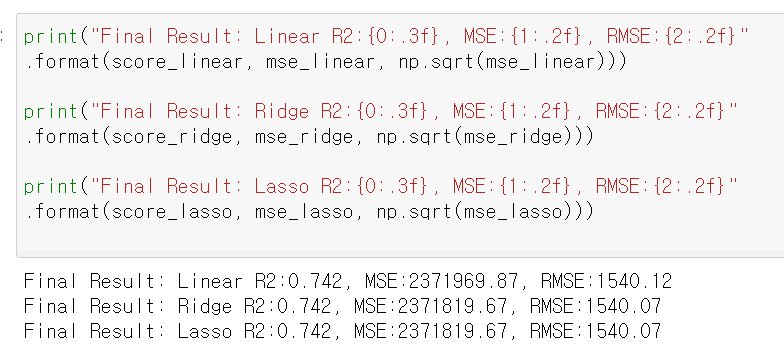 :
print("Final Result: Linear R2:{0:.3f}, MSE:{1:.2f}, RMSE:{2:.2f}"
.format(score_linear, mse_linear, np.sqrt(mse_linear)))
print("Final Result: Ridge R2:{0:.3f}, MSE:{1:.2f}, RMSE:{2:.2f}"
.format(score_ridge, mse_ridge, np.sqrt(mse_ridge)))
print("Final Result: Lasso R2:{0:.3f}, MSE:{1:.2f}, RMSE:{2:.2f}"
.format(score_lasso, mse_lasso, np.sqrt(mse_lasso)))
Final Result: Linear R2:0.742, MSE:2371969.87, RMSE:1540.12
Final Result: Ridge R2:0.742, MSE:2371819.67, RMSE:1540.07
Final Result: Lasso R2:0.742, MSE:2371819.67, RMSE:1540.07